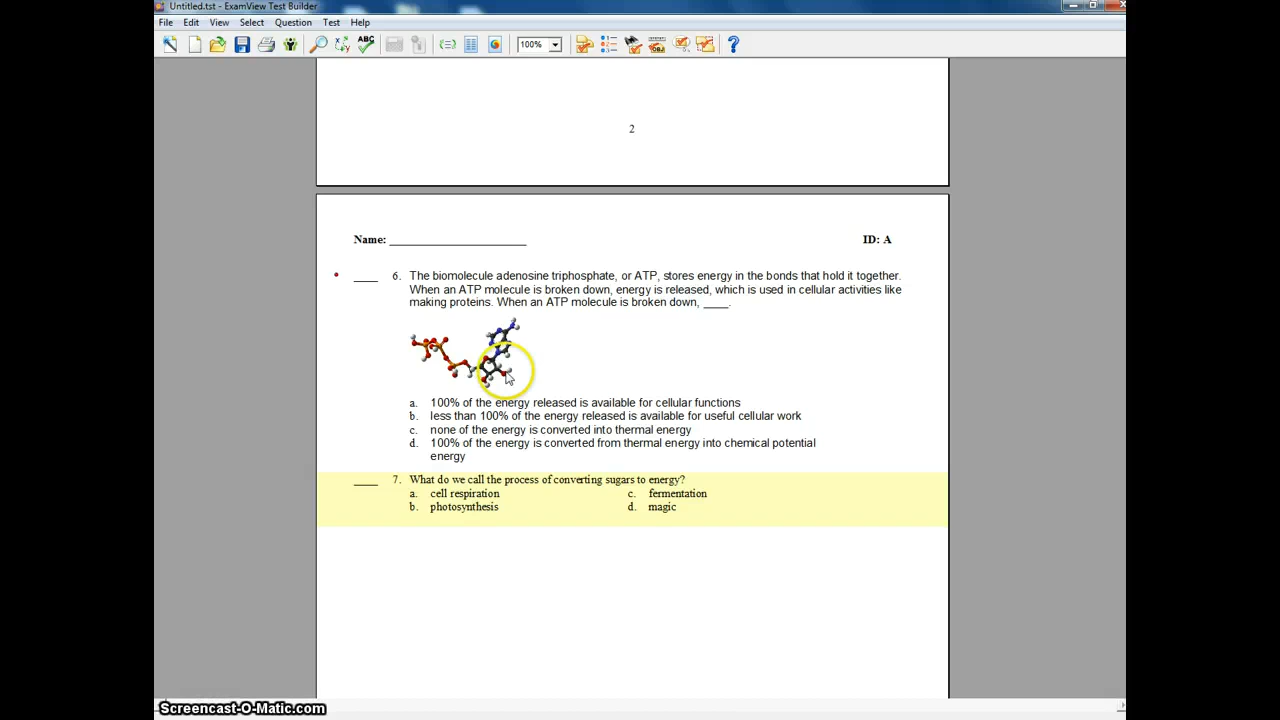 Untitled.tst - ExamView Test Builder
File Edit View Select Question Test Help
ABC 100% OBJ ?
2
Name: ______________________ ID: A
____ 6. The biomolecule adenosine triphosphate, or ATP, stores energy in the bonds that hold it together.
When an ATP molecule is broken down, energy is released, which is used in cellular activities like
making proteins. When an ATP molecule is broken down, ____.
a. 100% of the energy released is available for cellular functions
b. less than 100% of the energy released is available for useful cellular work
c. none of the energy is converted into thermal energy
d. 100% of the energy is converted from thermal energy into chemical potential
energy
____ 7. What do we call the process of converting sugars to energy?
a. cell respiration c. fermentation
b. photosynthesis d. magic
Screencast-O-Matic.com